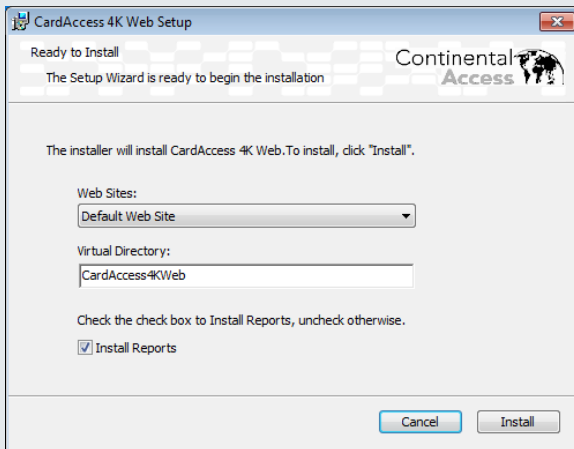 CardAccess 4K Web Setup
Ready to Install
The Setup Wizard is ready to begin the installation
Continental
Access
The installer will install CardAccess 4K Web.To install, click "Install".
Web Sites:
Default Web Site
Virtual Directory:
CardAccess4KWeb
Check the check box to Install Reports, uncheck otherwise.
Install Reports
Cancel Install